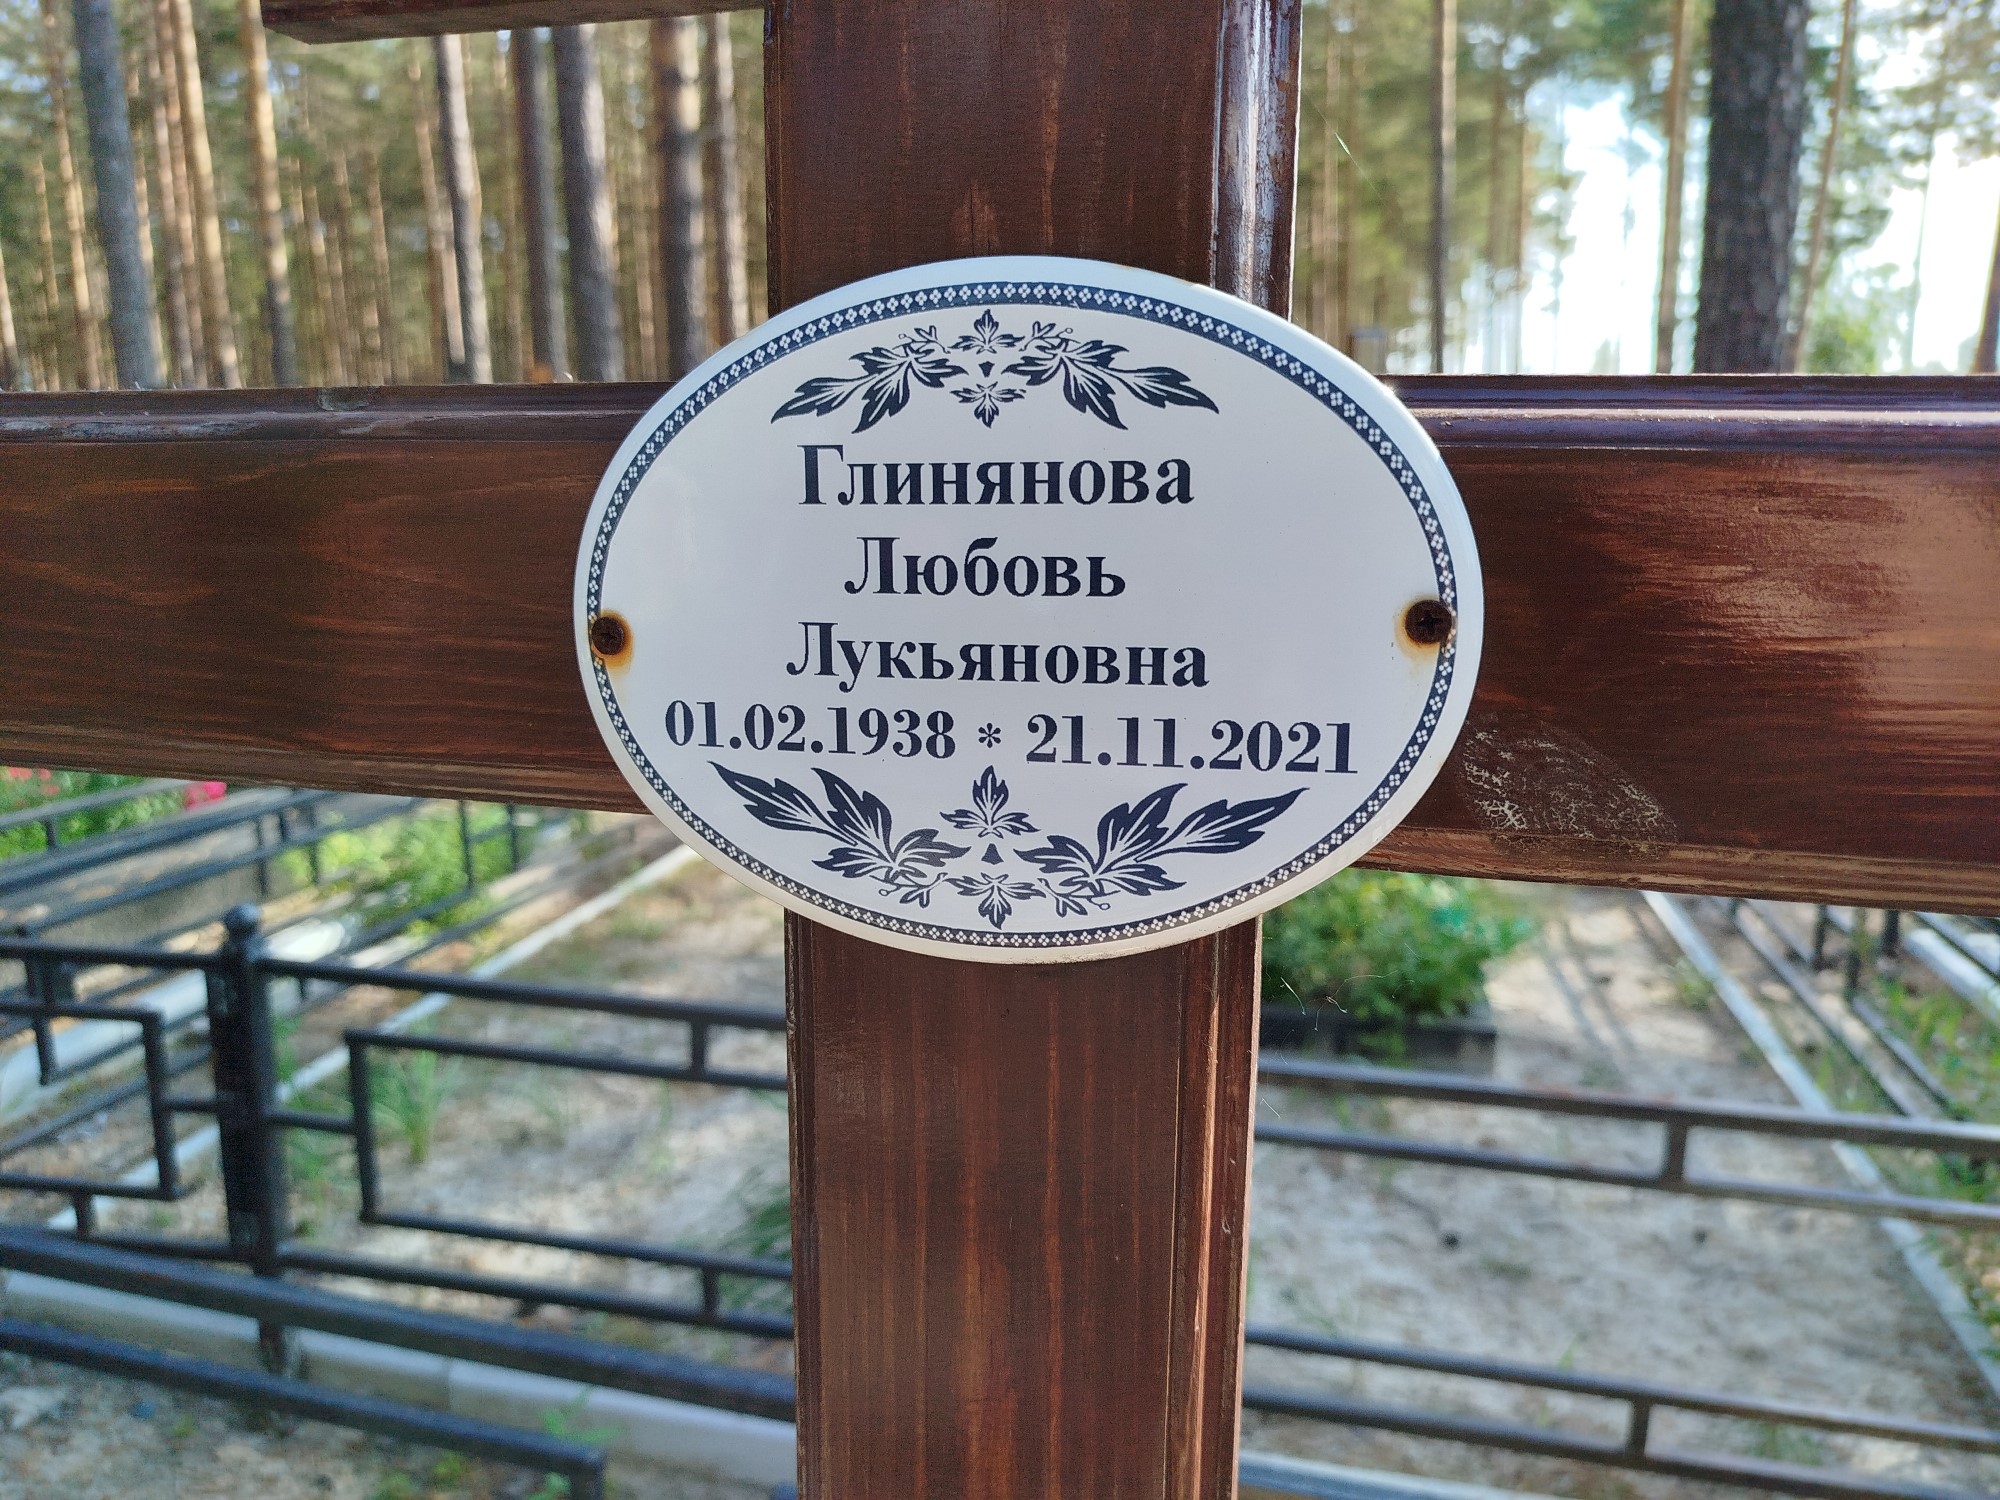 Глинянова
Любовь
Лукьяновна
01.02.1938 * 21.11.2021